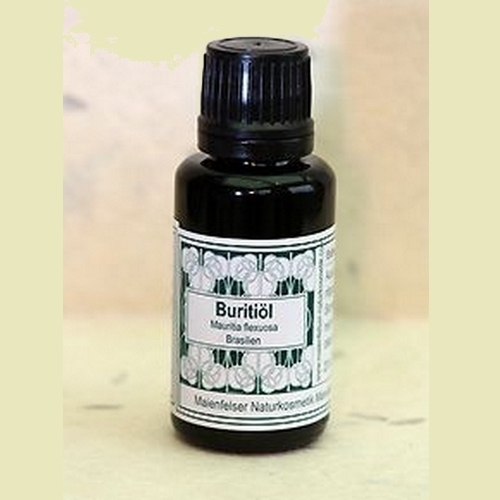 Buritiöl
Mauritia flexuosa
Brasilien
Maienfelser Naturkosmetik